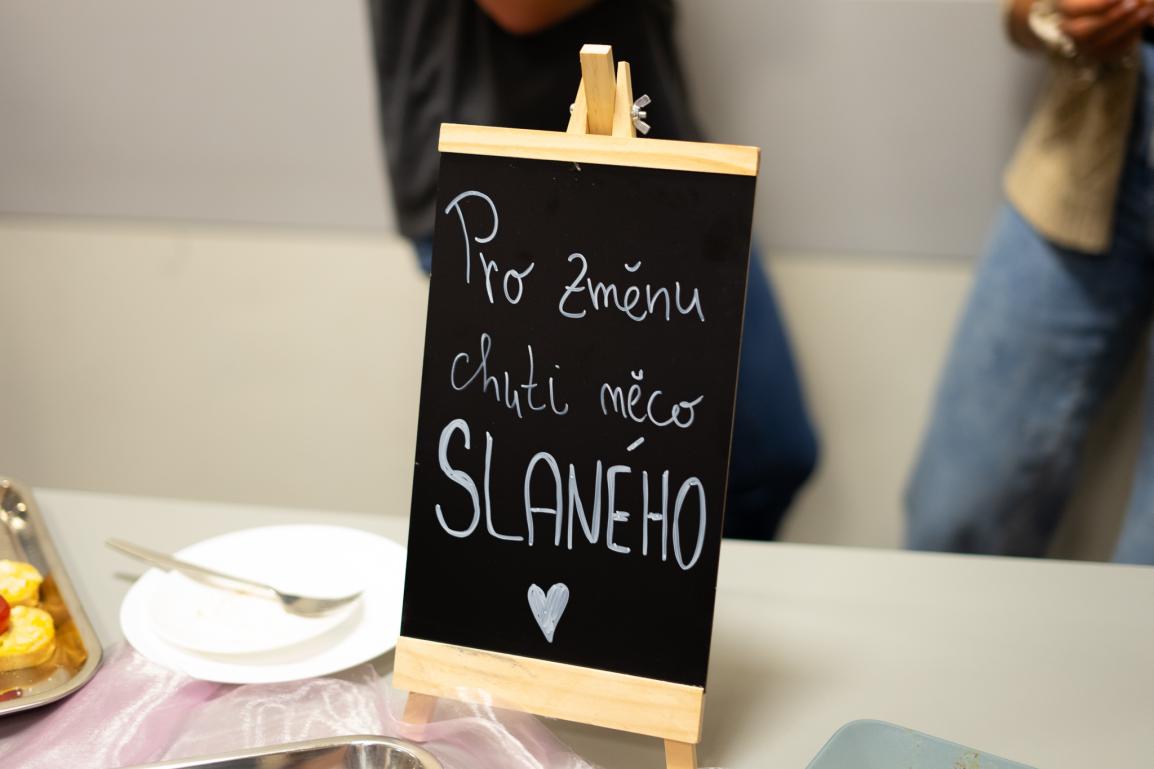 Pro změnu
chuti něco
SLANÉHO